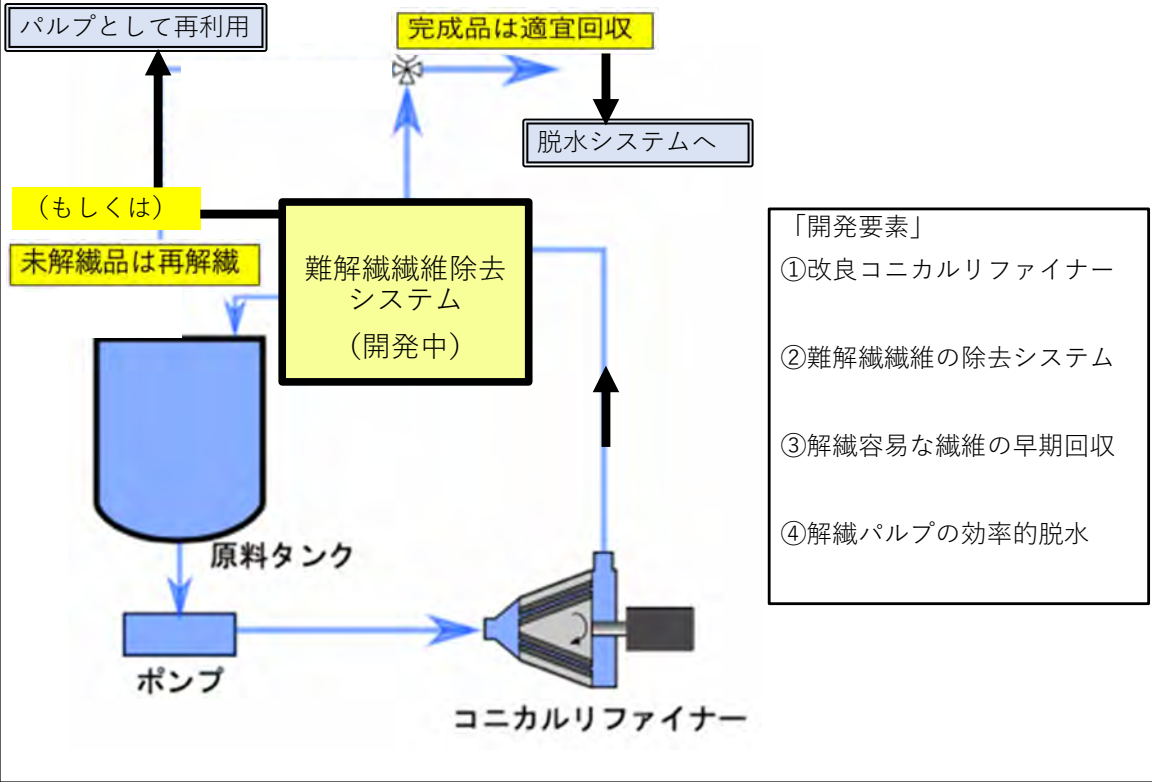 パルプとして再利用
完成品は適宜回収
脱水システムへ
（もしくは）
未解繊品は再解繊
難解繊繊維除去
システム
（開発中）
原料タンク
ポンプ
コニカルリファイナー
「開発要素」
①改良コニカルリファイナー
②難解繊繊維の除去システム
③解繊容易な繊維の早期回収
④解繊パルプの効率的脱水